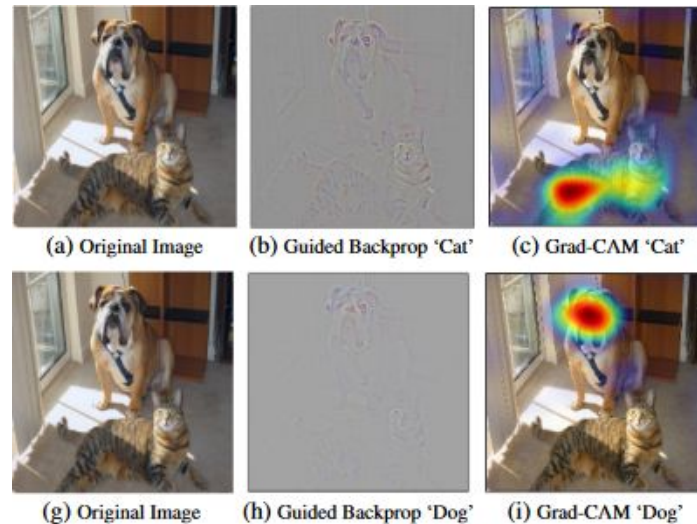 (a) Original Image (b) Guided Backprop ‘Cat’ (c) Grad-CAM ‘Cat’
(g) Original Image (h) Guided Backprop ‘Dog’ (i) Grad-CAM ‘Dog’